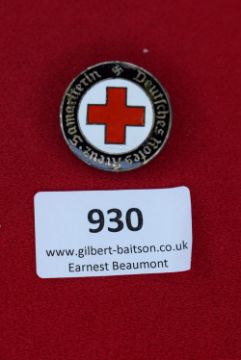 Deutsches Rotes Kreuz Samariterin
930
www.gilbert-baitson.co.uk
Earnest Beaumont